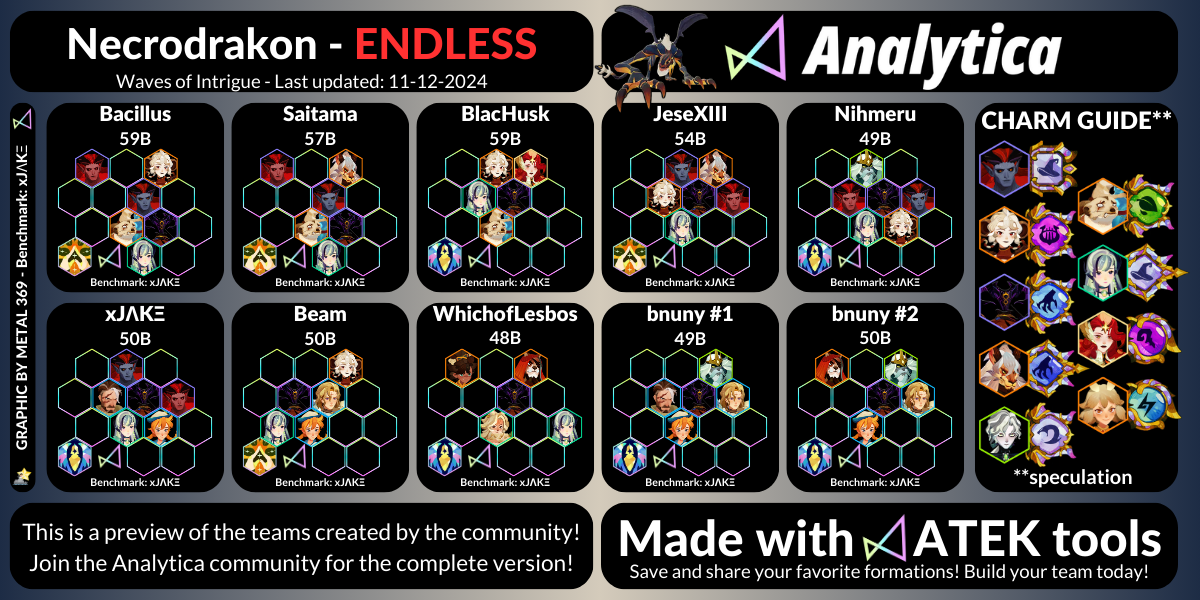 Necrodrakon - ENDLESS
Waves of Intrigue - Last updated: 11-12-2024
Analytica
GRAPHIC BY METAL 369 - Benchmark: xJΛKΞ
Bacillus
59B
Benchmark: xJΛKΞ
Saitama
57B
Benchmark: xJΛKΞ
BlacHusk
59B
Benchmark: xJΛKΞ
JeseXIII
54B
Benchmark: xJΛKΞ
Nihmeru
49B
Benchmark: xJΛKΞ
xJΛKΞ
50B
Benchmark: xJΛKΞ
Beam
50B
Benchmark: xJΛKΞ
WhichofLesbos
48B
Benchmark: xJΛKΞ
bnuny #1
49B
Benchmark: xJΛKΞ
bnuny #2
50B
Benchmark: xJΛKΞ
CHARM GUIDE**
**speculation
This is a preview of the teams created by the community!
Join the Analytica community for the complete version!
Made with ATEK tools
Save and share your favorite formations! Build your team today!